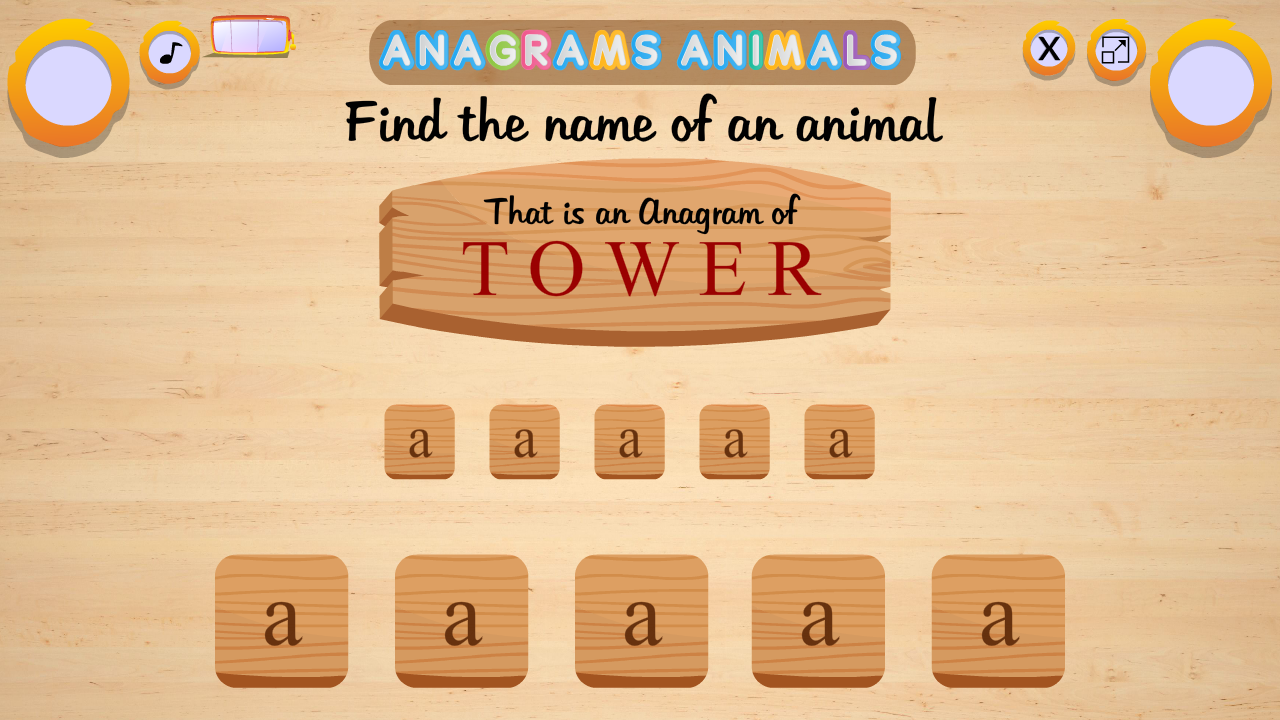 X
ANAGRAMS ANIMALS
Find the name of an animal
That is an Anagram of
TOWER
a a a a a
a a a a a